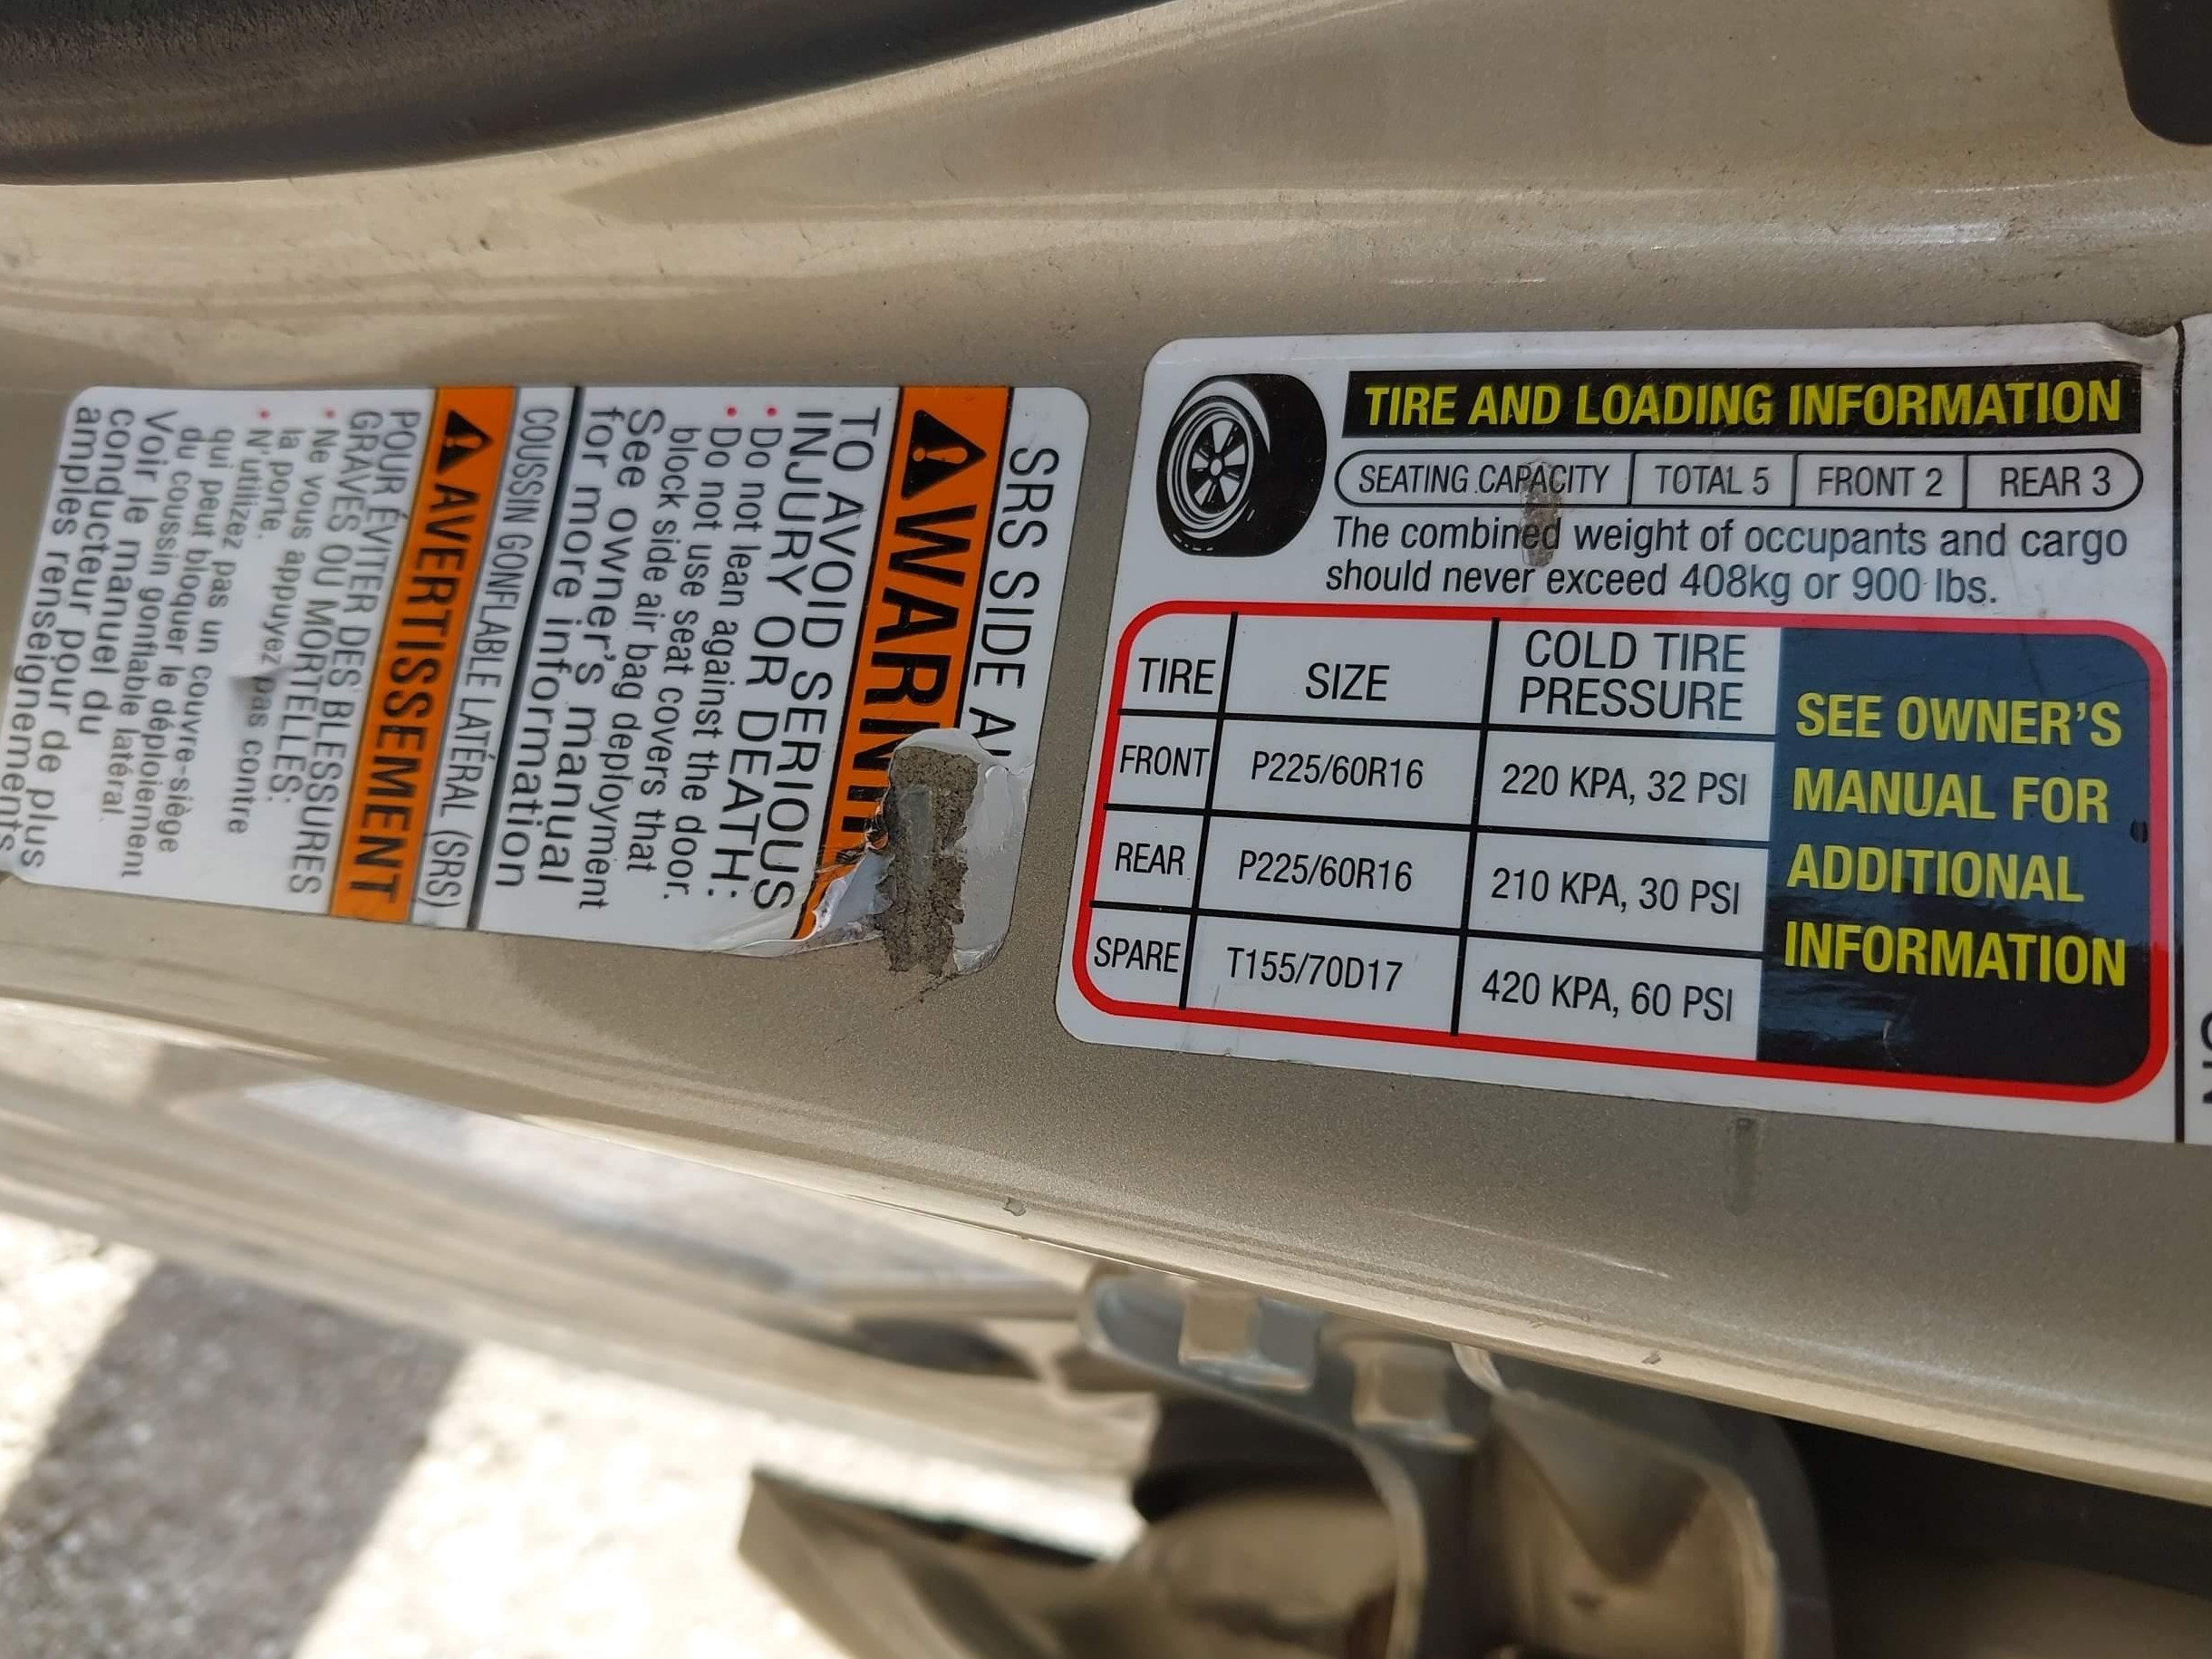 TIRE AND LOADING INFORMATION
SEATING CAPACITY TOTAL 5 FRONT 2 REAR 3
The combined weight of occupants and cargo
should never exceed 408kg or 900 lbs.
TIRE SIZE COLD TIRE PRESSURE
FRONT P225/60R16 220 KPA, 32 PSI
REAR P225/60R16 210 KPA, 30 PSI
SPARE T155/70D17 420 KPA, 60 PSI
SEE OWNER'S
MANUAL FOR
ADDITIONAL
INFORMATION
SRS SIDE
TO AVOID SERIOUS
INJURY OR DEATH:
• Do not lean against the door.
• Do not use seat covers that
block side air bag deployment
See owner's manual
for more information
COUSSIN GONFLABLE LATÉRAL (SRS)
AVERTISSEMENT
POUR ÉVITER DES BLESSURES
GRAVES OU MORTELLES:
• Ne vous appuyez pas contre
la porte.
• N'utilisez pas un couvre-siège
qui peut bloquer le déploiement
du coussin gonflable latéral.
Voir le manuel du
conducteur pour de plus
amples renseignements